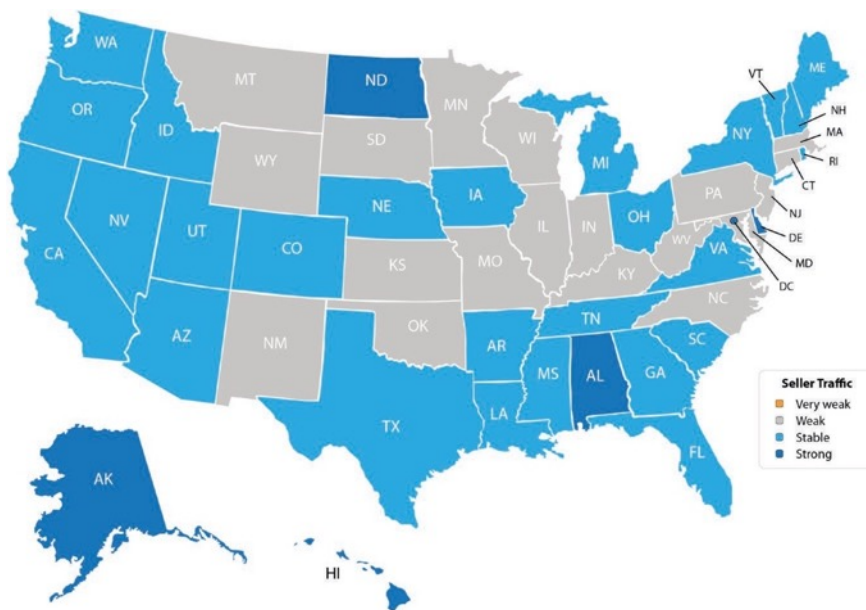 WA
MT
ND
MN
VT
ME
OR
ID
SD
WI
NY
NH
MA
WY
MI
RI
CT
NE
IA
PA
NJ
NV
UT
CO
IL
IN
OH
DE
CA
KS
MO
WV
VA
MD
KY
DC
AZ
NM
OK
TN
NC
AR
SC
MS
AL
GA
TX
LA
FL
AK
HI
Seller Traffic
Very weak
Weak
Stable
Strong